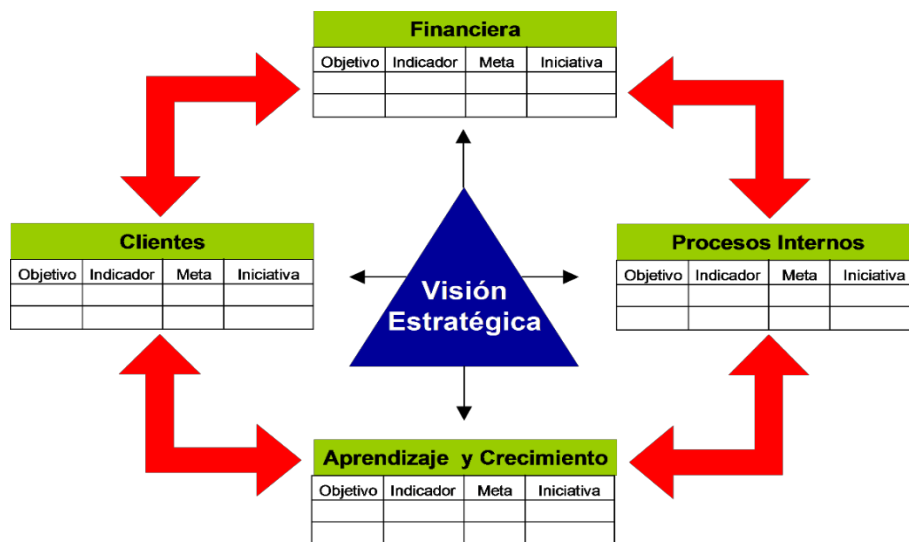 Financiera
Objetivo Indicador Meta Iniciativa
Clientes
Objetivo Indicador Meta Iniciativa
Visión
Estratégica
Procesos Internos
Objetivo Indicador Meta Iniciativa
Aprendizaje y Crecimiento
Objetivo Indicador Meta Iniciativa